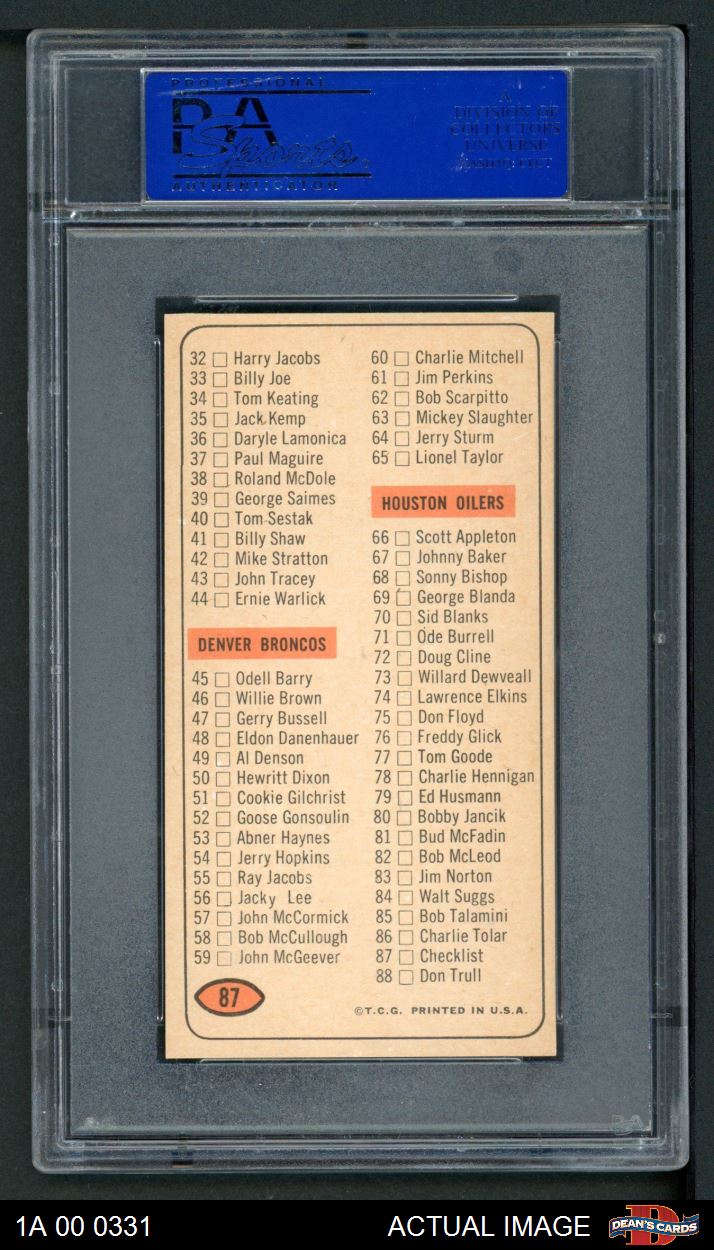 PROFESSIONAL
PSA
Sports
AUTHENTICATOR
A
DIVISION OF
COLLECTORS
UNIVERSE
NASDAQ: CLCT
32 Harry Jacobs
33 Billy Joe
34 Tom Keating
35 Jack Kemp
36 Daryle Lamonica
37 Paul Maguire
38 Roland McDole
39 George Saimes
40 Tom Sestak
41 Billy Shaw
42 Mike Stratton
43 John Tracey
44 Ernie Warlick
DENVER BRONCOS
45 Odell Barry
46 Willie Brown
47 Gerry Bussell
48 Eldon Danenhauer
49 Al Denson
50 Hewritt Dixon
51 Cookie Gilchrist
52 Goose Gonsoulin
53 Abner Haynes
54 Jerry Hopkins
55 Ray Jacobs
56 Jacky Lee
57 John McCormick
58 Bob McCullough
59 John McGeever
87
60 Charlie Mitchell
61 Jim Perkins
62 Bob Scarpitto
63 Mickey Slaughter
64 Jerry Sturm
65 Lionel Taylor
HOUSTON OILERS
66 Scott Appleton
67 Johnny Baker
68 Sonny Bishop
69 George Blanda
70 Sid Blanks
71 Ode Burrell
72 Doug Cline
73 Willard Dewveall
74 Lawrence Elkins
75 Don Floyd
76 Freddy Glick
77 Tom Goode
78 Charlie Hennigan
79 Ed Husmann
80 Bobby Jancik
81 Bud McFadin
82 Bob McLeod
83 Jim Norton
84 Walt Suggs
85 Bob Talamini
86 Charlie Tolar
87 Checklist
88 Don Trull
©T.C.G. PRINTED IN U.S.A.
PSA
1A 00 0331
ACTUAL IMAGE
DEAN'S CARDS